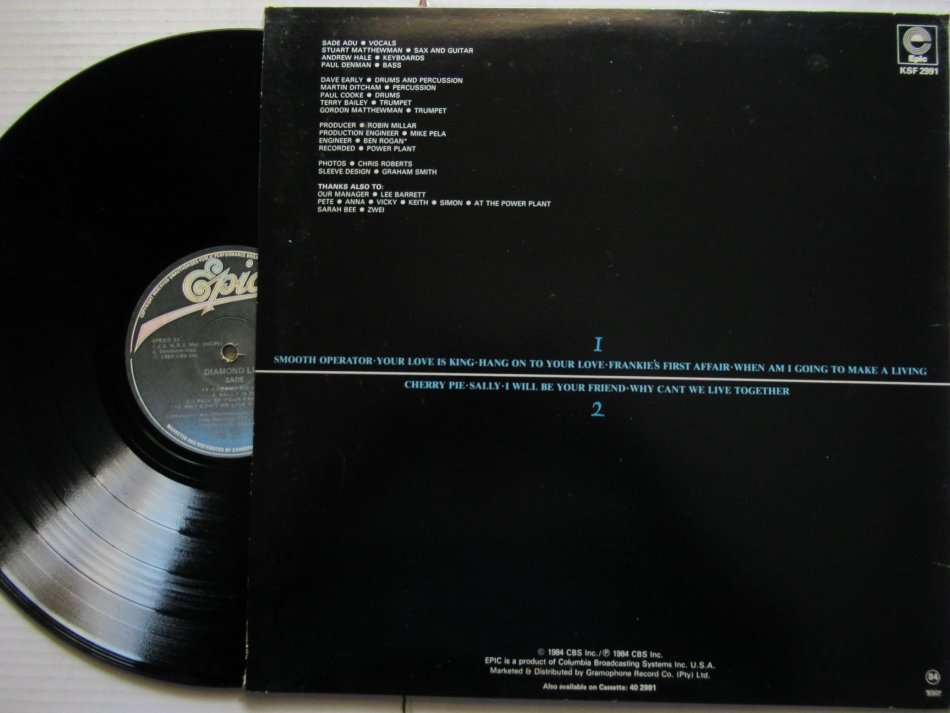 SADE ADU ● VOCALS
STUART MATTHEWMAN ● SAX AND GUITAR
ANDREW HALE ● KEYBOARDS
PAUL DENMAN ● BASS
DAVE EARLY ● DRUMS AND PERCUSSION
MARTIN DITCHAM ● PERCUSSION
PAUL COOKE ● DRUMS
TERRY BAILEY ● TRUMPET
GORDON MATTHEWMAN ● TRUMPET
PRODUCER ● ROBIN MILLAR
PRODUCTION ENGINEER ● MIKE PELA
ENGINEER ● BEN ROGAN*
RECORDED ● POWER PLANT
PHOTOS ● CHRIS ROBERTS
SLEEVE DESIGN ● GRAHAM SMITH
THANKS ALSO TO:
OUR MANAGER ● LEE BARRETT
PETE ● ANNA ● VICKY ● KEITH ● SIMON ● AT THE POWER PLANT
SARAH BEE ● ZWEI
e
Epic
KSF 2991
Epic
DIAMOND
SADE
1
SMOOTH OPERATOR·YOUR LOVE IS KING·HANG ON TO YOUR LOVE·FRANKIE'S FIRST AFFAIR·WHEN AM I GOING TO MAKE A LIVING
CHERRY PIE·SALLY·I WILL BE YOUR FRIEND·WHY CANT WE LIVE TOGETHER
2
© 1984 CBS Inc./℗ 1984 CBS Inc.
EPIC is a product of Columbia Broadcasting Systems Inc. U.S.A.
Marketed & Distributed by Gramophone Record Co. (Pty) Ltd.
Also available on Cassette: 40 2991
84